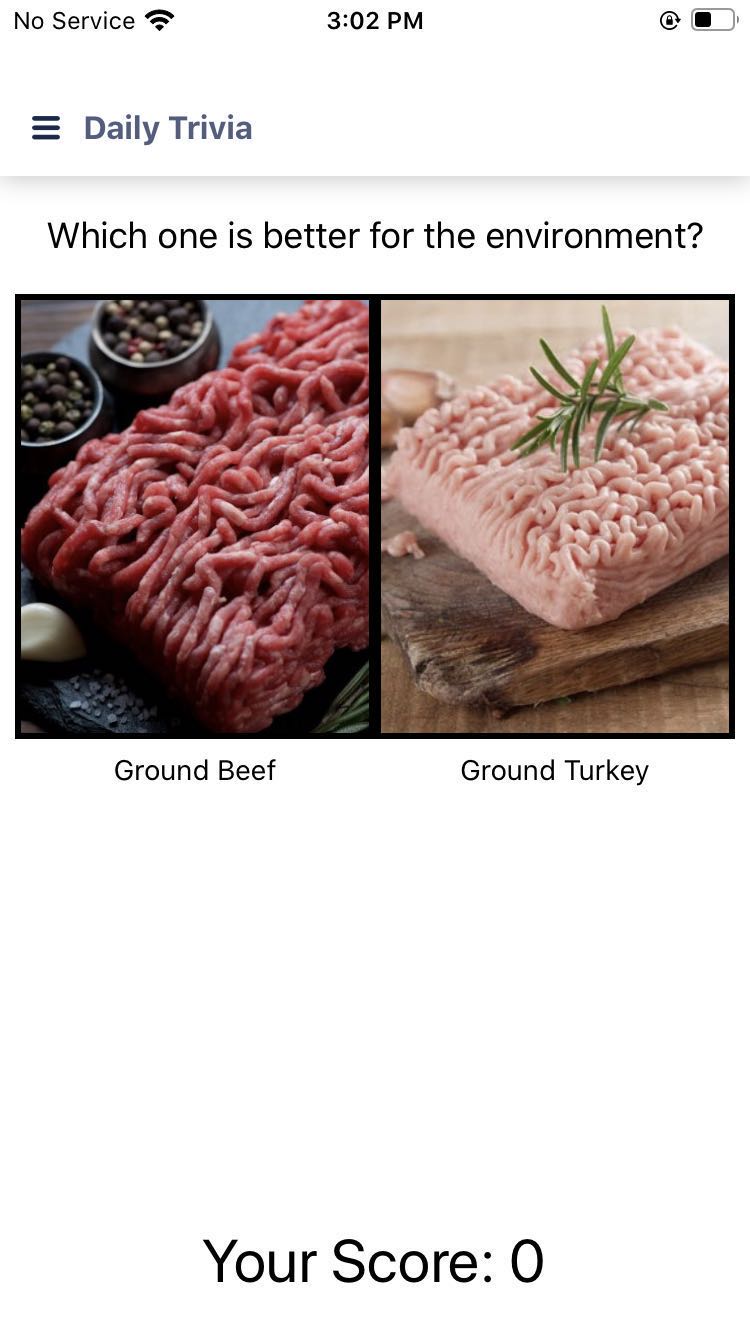 No Service 3:02 PM
Daily Trivia
Which one is better for the environment?
Ground Beef Ground Turkey
Your Score: 0